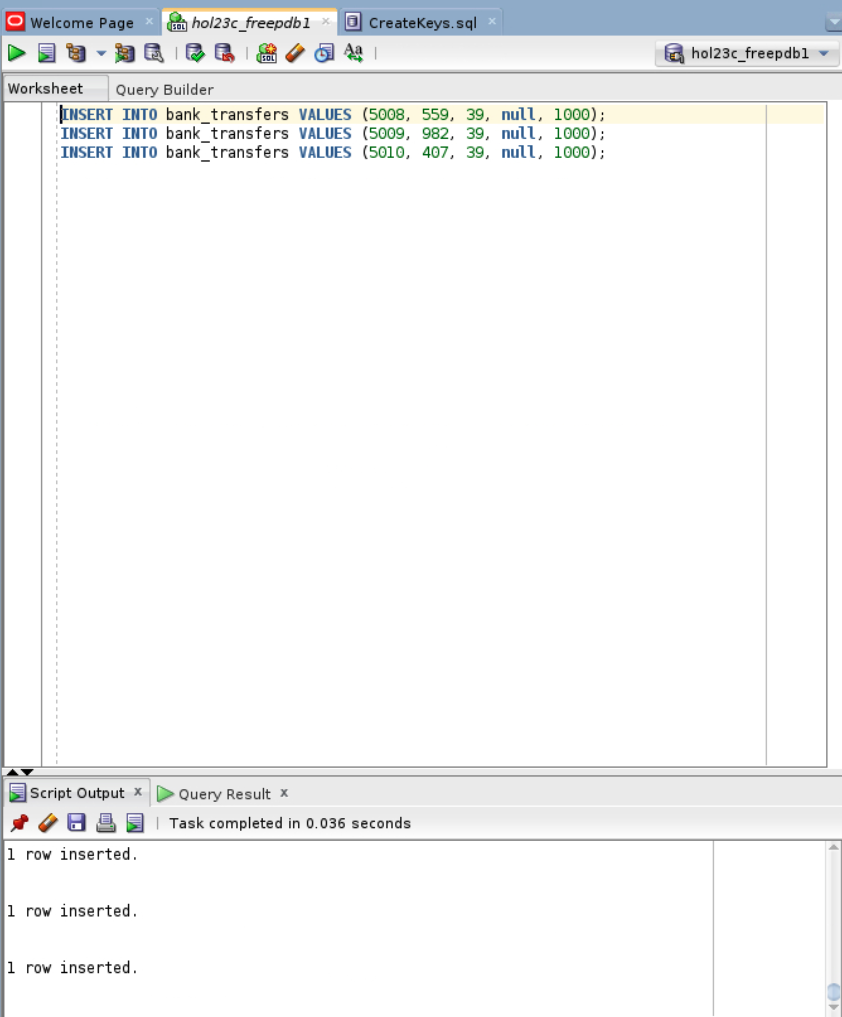 Welcome Page
hol23c_freepdb1
CreateKeys.sql
hol23c_freepdb1
Worksheet
Query Builder
INSERT INTO bank_transfers VALUES (5008, 559, 39, null, 1000);
INSERT INTO bank_transfers VALUES (5009, 982, 39, null, 1000);
INSERT INTO bank_transfers VALUES (5010, 407, 39, null, 1000);
Script Output x
Query Result x
Task completed in 0.036 seconds
1 row inserted.
1 row inserted.
1 row inserted.